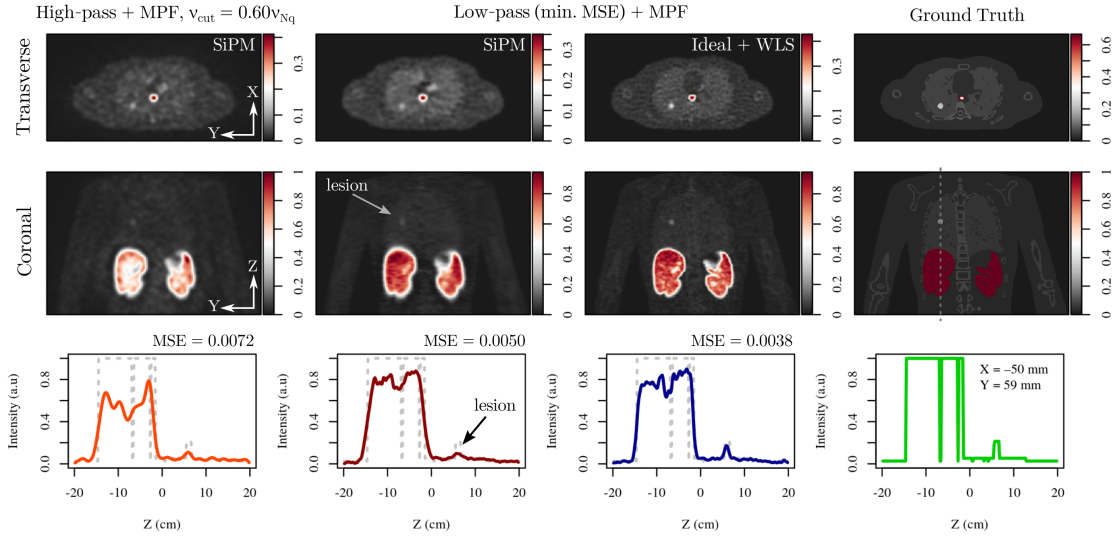 High-pass + MPF, νcut = 0.60νNq
Low-pass (min. MSE) + MPF
Ground Truth
Transverse
SiPM
X
Y
0 0.1 0.3
SiPM
0 0.1 0.2 0.3
Ideal + WLS
0 0.1 0.3
0 0.2 0.4 0.6
Coronal
Z
Y
0 0.2 0.4 0.6 0.8 1
lesion
0 0.2 0.4 0.6 0.8
0 0.2 0.4 0.6 0.8
0 0.2 0.4 0.6 0.8 1
MSE = 0.0072
MSE = 0.0050
MSE = 0.0038
Intensity (a.u)
0.0 0.4 0.8
-20 -10 0 10 20
Z (cm)
Intensity (a.u)
0.0 0.4 0.8
lesion
-20 -10 0 10 20
Z (cm)
Intensity (a.u)
0.0 0.4 0.8
-20 -10 0 10 20
Z (cm)
Intensity (a.u)
0.0 0.4 0.8
X = –50 mm
Y = 59 mm
-20 -10 0 10 20
Z (cm)